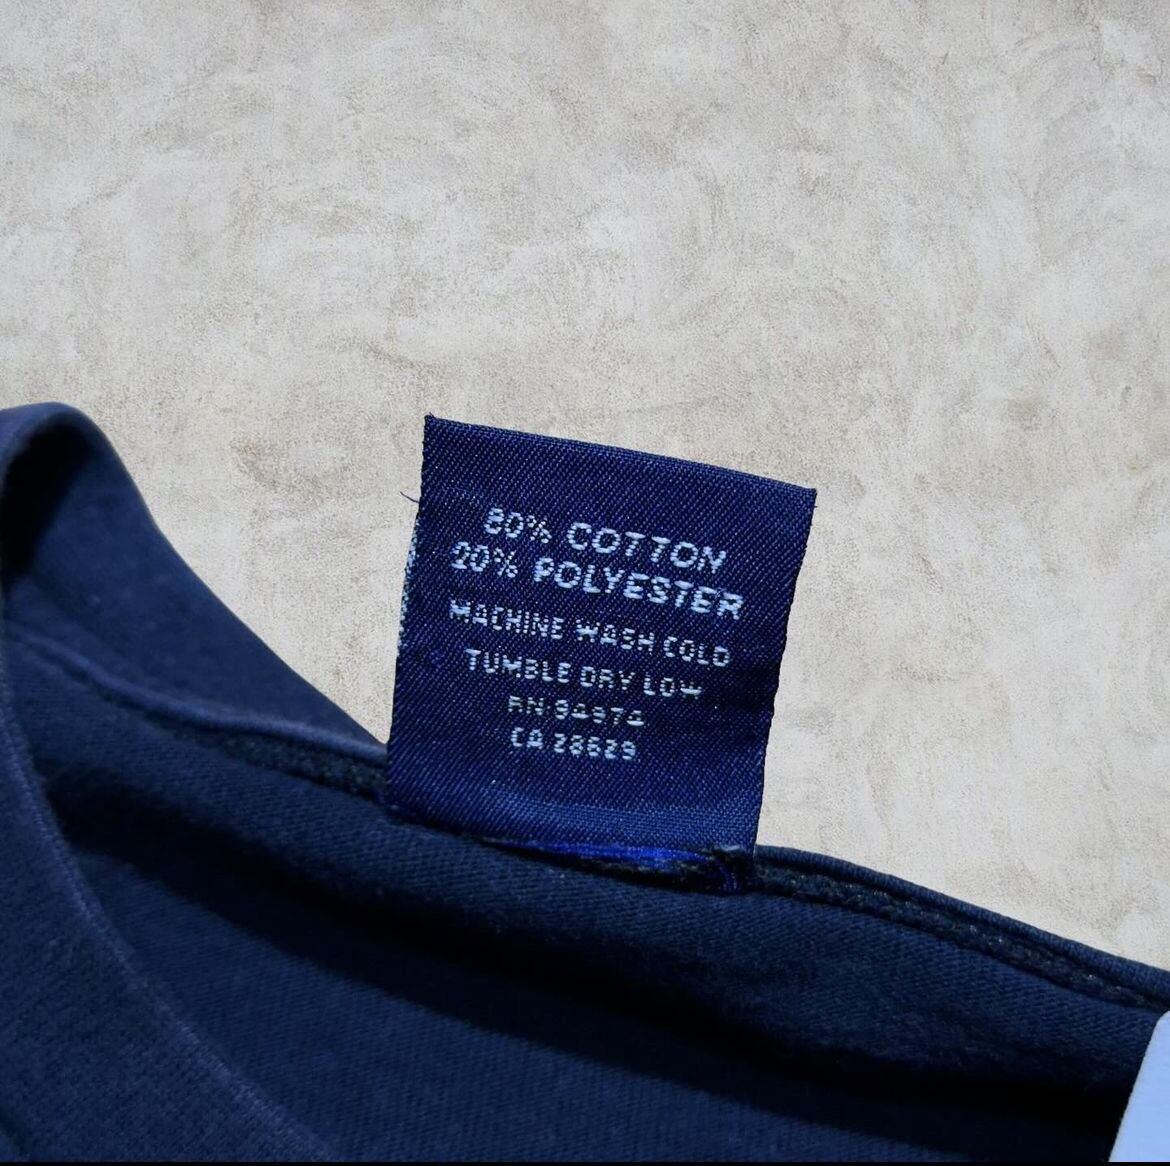 80% COTTON
20% POLYESTER
MACHINE WASH COLD
TUMBLE DRY LOW
RN 94974
CA 28629